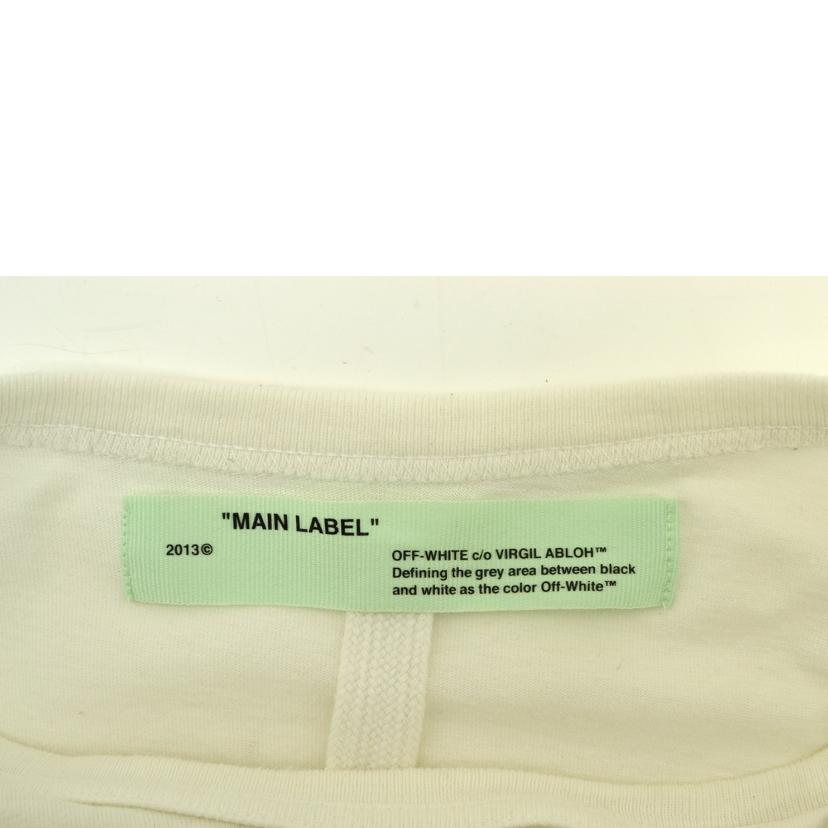 "MAIN LABEL"
2013©
OFF-WHITE c/o VIRGIL ABLOH™
Defining the grey area between black
and white as the color Off-White™